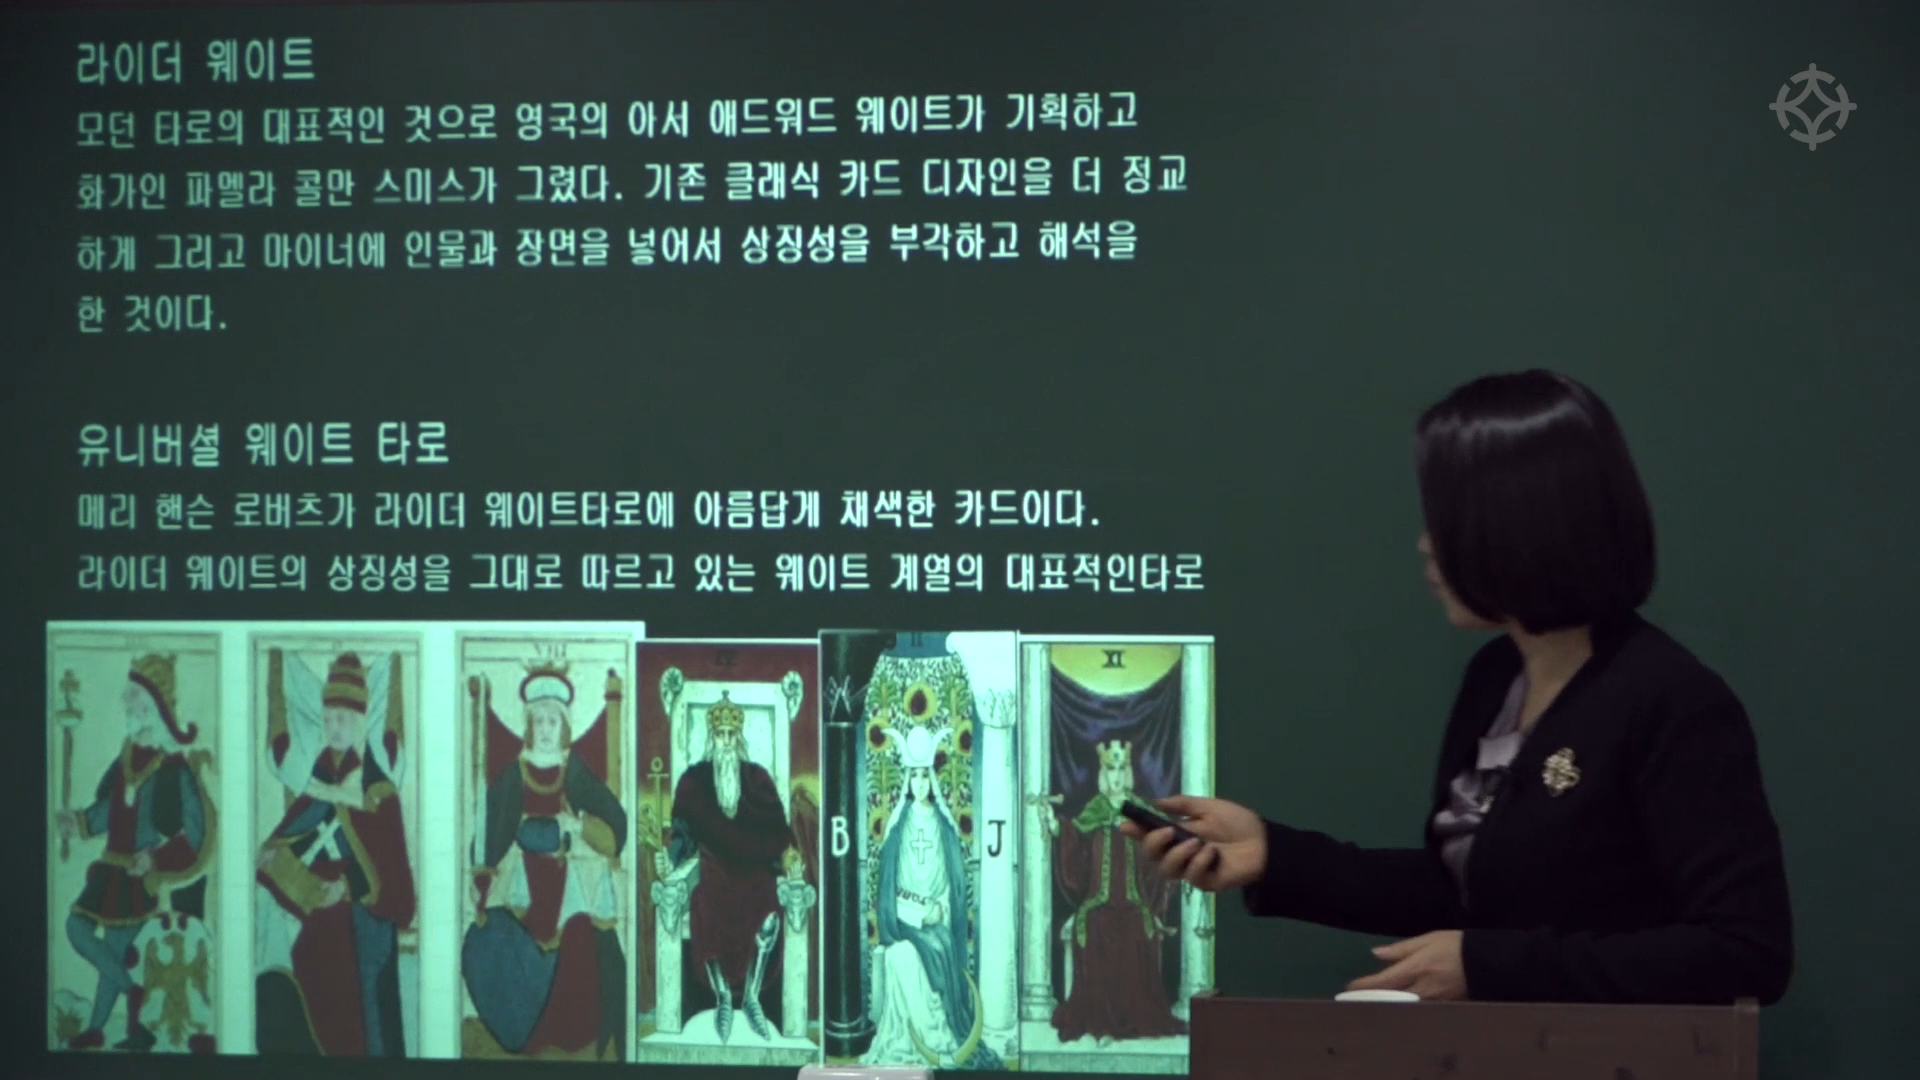 라이더 웨이트
모던 타로의 대표적인 것으로 영국의 아서 애드워드 웨이트가 기획하고
화가인 파멜라 콜만 스미스가 그렸다. 기존 클래식 카드 디자인을 더 정교
하게 그리고 마이너에 인물과 장면을 넣어서 상징성을 부각하고 해석을
한 것이다.
유니버셜 웨이트 타로
메리 핸슨 로버츠가 라이더 웨이트타로에 아름답게 채색한 카드이다.
라이더 웨이트의 상징성을 그대로 따르고 있는 웨이트 계열의 대표적인타로
VIII
II
XI
B
J